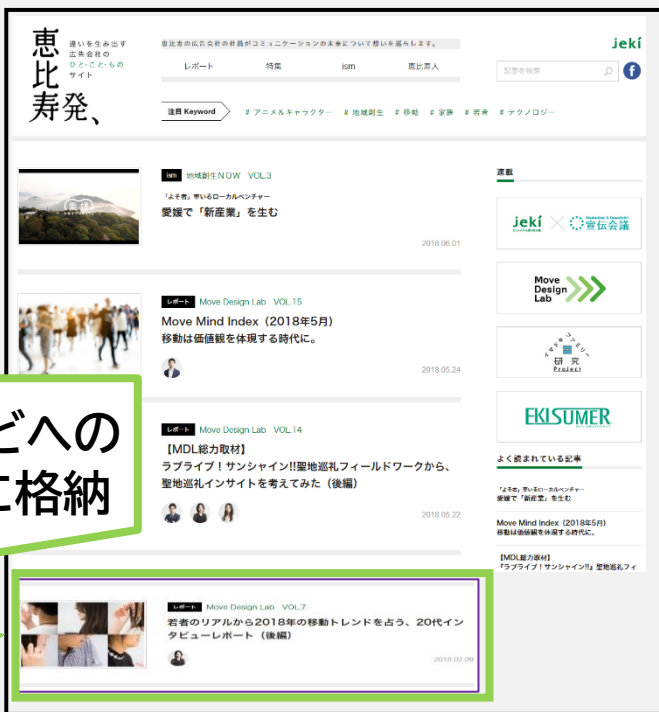 恵比寿発、
違いを生み出す
広告会社の
ひと・こと・もの
サイト
恵比寿の広告会社の社員がコミュニケーションの未来について想いを巡らします。
jeki
レポート 特集 ism 恵比寿人
記事を検索
f
注目 Keyword
# アニメ&キャラクター # 地域創生 # 移動 # 家族 # 若者 # テクノロジー
ism 地域創生NOW VOL.3
「よそ者」率いるローカルベンチャー
愛媛で「新産業」を生む
2018.06.01
レポート Move Design Lab VOL.15
Move Mind Index(2018年5月)
移動は価値観を体現する時代に。
2018.05.24
レポート Move Design Lab VOL.14
【MDL総力取材】
ラブライブ!サンシャイン!!聖地巡礼フィールドワークから、
聖地巡礼インサイトを考えてみた(後編)
2018.05.22
どへの
に格納
レポート Move Design Lab VOL.7
若者のリアルから2018年の移動トレンドを占う、20代イン
タビューレポート(後編)
2018.02.09
連載
jeki × 宣伝会議
Move
Design
Lab
イマドキファミリー
研究
Project
EKISUMER
よく読まれている記事
「よそ者」率いるローカルベンチャー
愛媛で「新産業」を生む
Move Mind Index(2018年5月)
移動は価値観を体現する時代に。
【MDL総力取材】
『ラブライブ!サンシャイン!!』聖地巡礼フィ